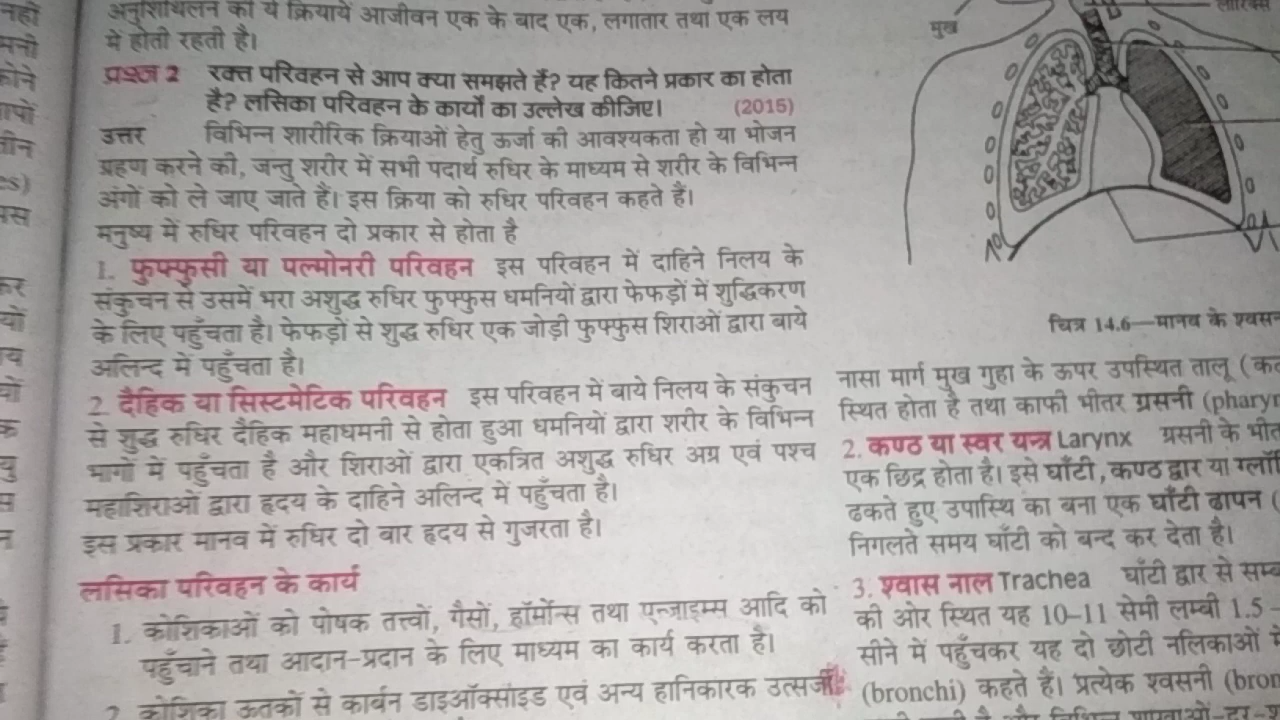 अनुशिथिलन की ये क्रियायें आजीवन एक के बाद एक, लगातार तथा एक लय
में होती रहती है।
प्रश्न 2 रक्त परिवहन से आप क्या समझते हैं? यह कितने प्रकार का होता
है? लसिका परिवहन के कार्यों का उल्लेख कीजिए। (2015)
उत्तर विभिन्न शारीरिक क्रियाओं हेतु ऊर्जा की आवश्यकता हो या भोजन
ग्रहण करने की, जन्तु शरीर में सभी पदार्थ रुधिर के माध्यम से शरीर के विभिन्न
अंगों को ले जाए जाते हैं। इस क्रिया को रुधिर परिवहन कहते हैं।
मनुष्य में रुधिर परिवहन दो प्रकार से होता है
1. फुफ्फुसी या पल्मोनरी परिवहन इस परिवहन में दाहिने निलय के
संकुचन से उसमें भरा अशुद्ध रुधिर फुफ्फुस धमनियों द्वारा फेफड़ों में शुद्धिकरण
के लिए पहुँचता है। फेफड़ों से शुद्ध रुधिर एक जोड़ी फुफ्फुस शिराओं द्वारा बाये
अलिन्द में पहुँचता है।
2. दैहिक या सिस्टमेटिक परिवहन इस परिवहन में बाये निलय के संकुचन
से शुद्ध रुधिर दैहिक महाधमनी से होता हुआ धमनियों द्वारा शरीर के विभिन्न
भागों में पहुँचता है और शिराओं द्वारा एकत्रित अशुद्ध रुधिर अग्र एवं पश्च
महाशिराओं द्वारा हृदय के दाहिने अलिन्द में पहुँचता है।
इस प्रकार मानव में रुधिर दो वार हृदय से गुजरता है।
लसिका परिवहन के कार्य
1. कोशिकाओं को पोषक तत्त्वों, गैसों, हॉर्मोन्स तथा एन्जाइम्स आदि को
पहुँचाने तथा आदान-प्रदान के लिए माध्यम का कार्य करता है।
2. कोशिका ऊतकों से कार्बन डाइऑक्साइड एवं अन्य हानिकारक उत्सर्जी
मुख
लैरिंक्स
चित्र 14.6—मानव के श्वसन
नासा मार्ग मुख गुहा के ऊपर उपस्थित तालू
स्थित होता है तथा काफी भीतर ग्रसनी (pharyn
2. कण्ठ या स्वर यन्त्र Larynx ग्रसनी के भीत
एक छिद्र होता है। इसे घाँटी, कण्ठ द्वार या ग्लॉ
ढकते हुए उपास्थि का बना एक घाँटी ढापन (
निगलते समय घाँटी को बन्द कर देता है।
3. श्वास नाल Trachea घाँटी द्वार से सम्ब
की ओर स्थित यह 10–11 सेमी लम्बी 1.5
सीने में पहुँचकर यह दो छोटी नलिकाओं में
(bronchi) कहते हैं। प्रत्येक श्वसनी (bron